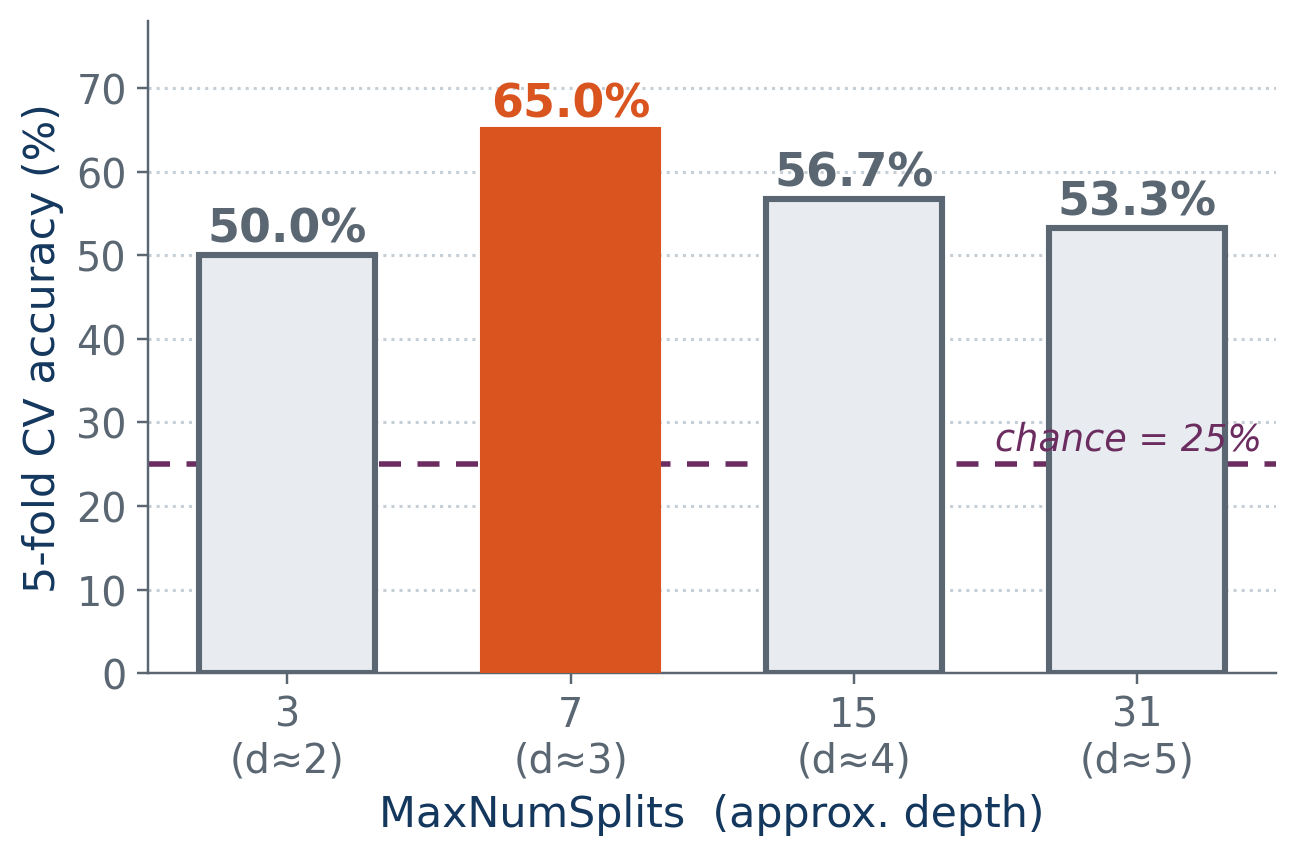 5-fold CV accuracy (%)
70
60
50
40
30
20
10
0
50.0%
65.0%
56.7%
53.3%
chance = 25%
3
(d≈2)
7
(d≈3)
15
(d≈4)
31
(d≈5)
MaxNumSplits  (approx. depth)